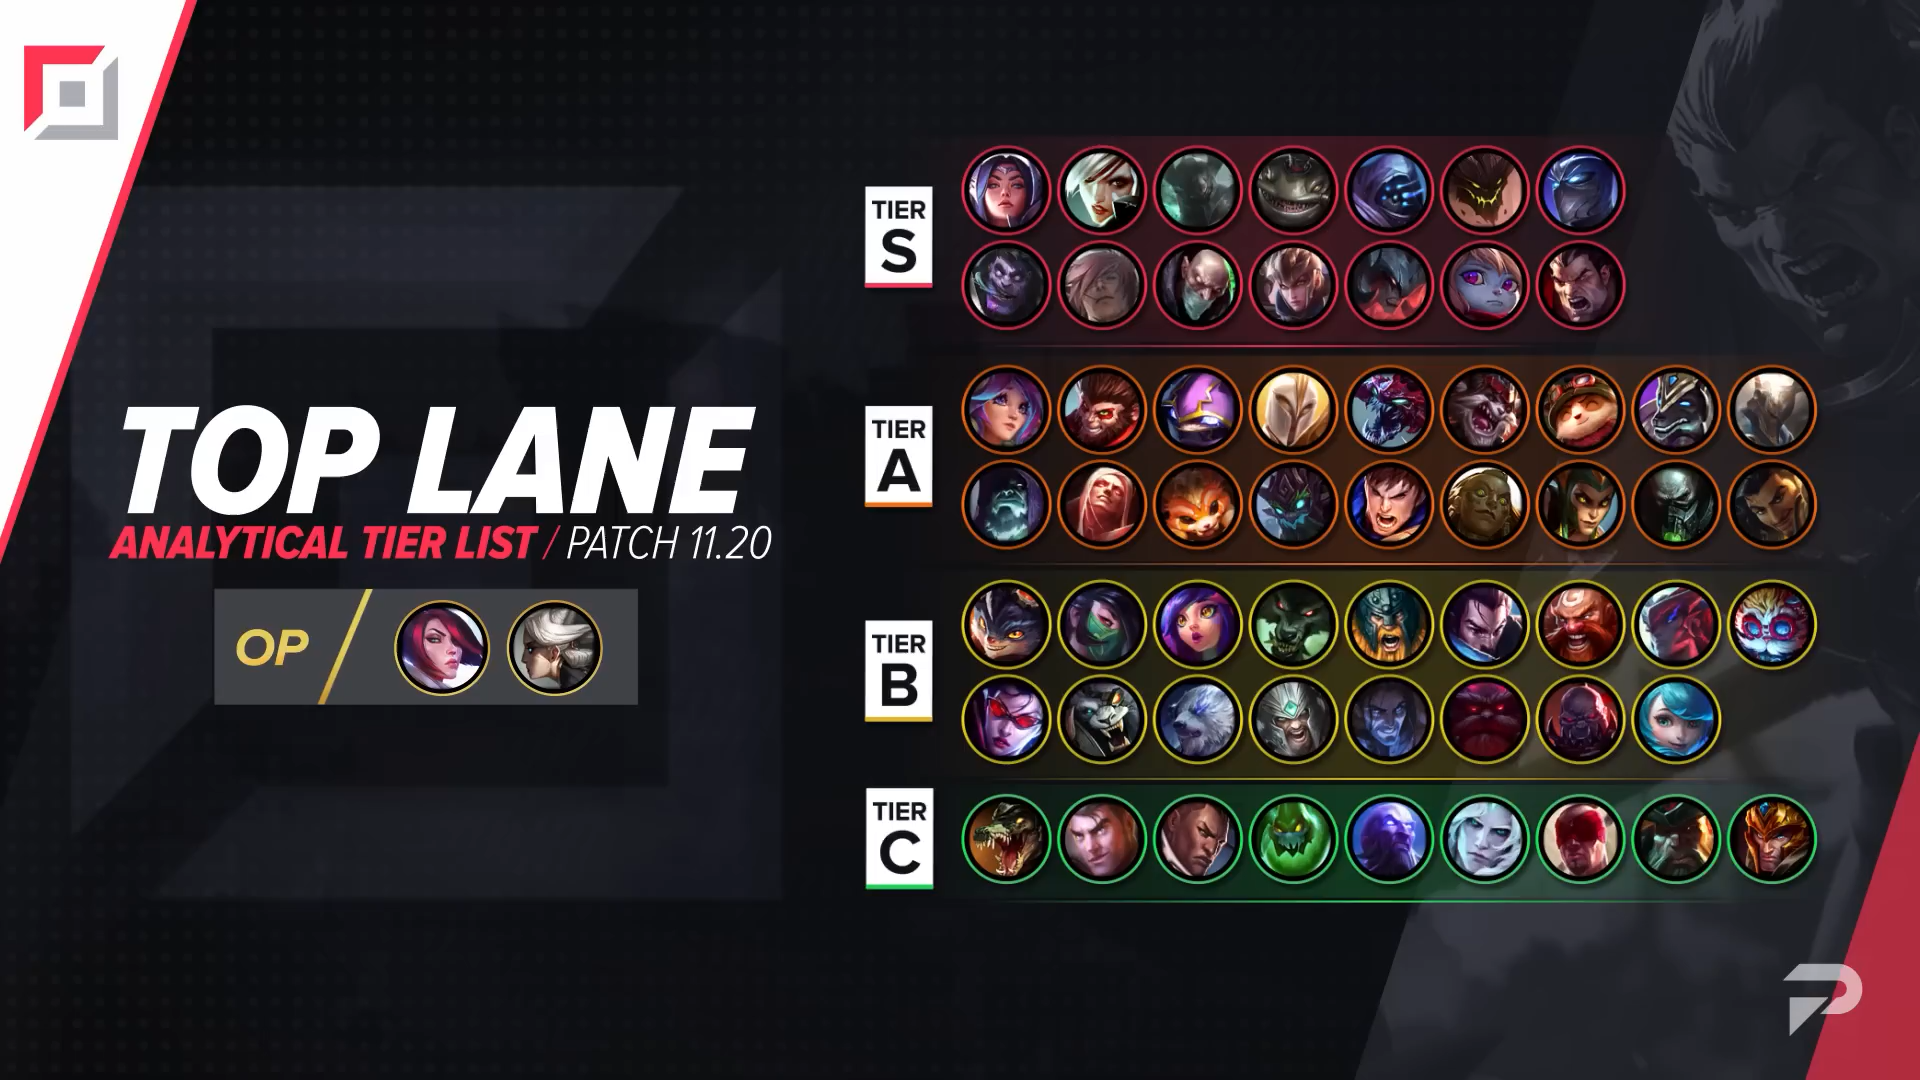 TOP LANE
ANALYTICAL TIER LIST / PATCH 11.20
OP /
TIER
S
TIER
A
TIER
B
TIER
C